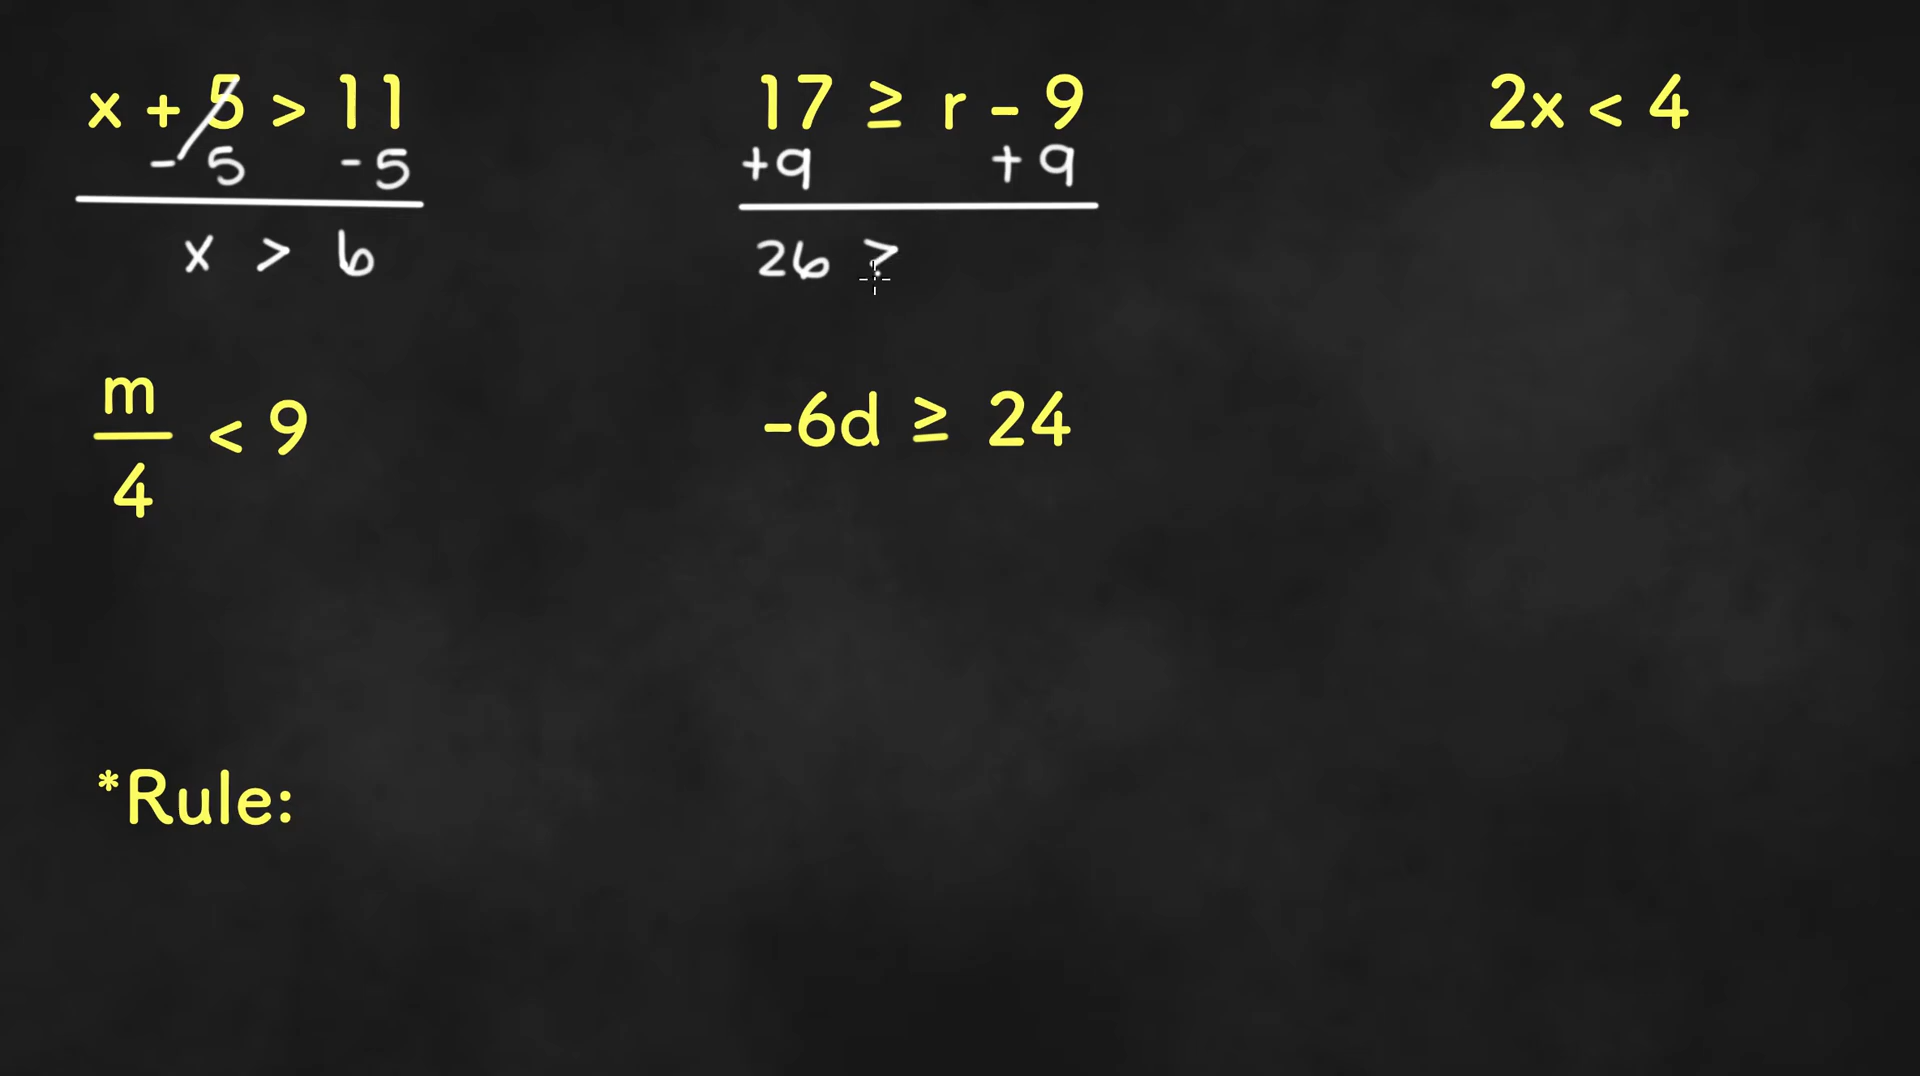 x + 5 > 11
- 5 -5
x > 6
17 ≥ r - 9
+9 +9
26 >
2x < 4
m
< 9
4
-6d ≥ 24
*Rule: